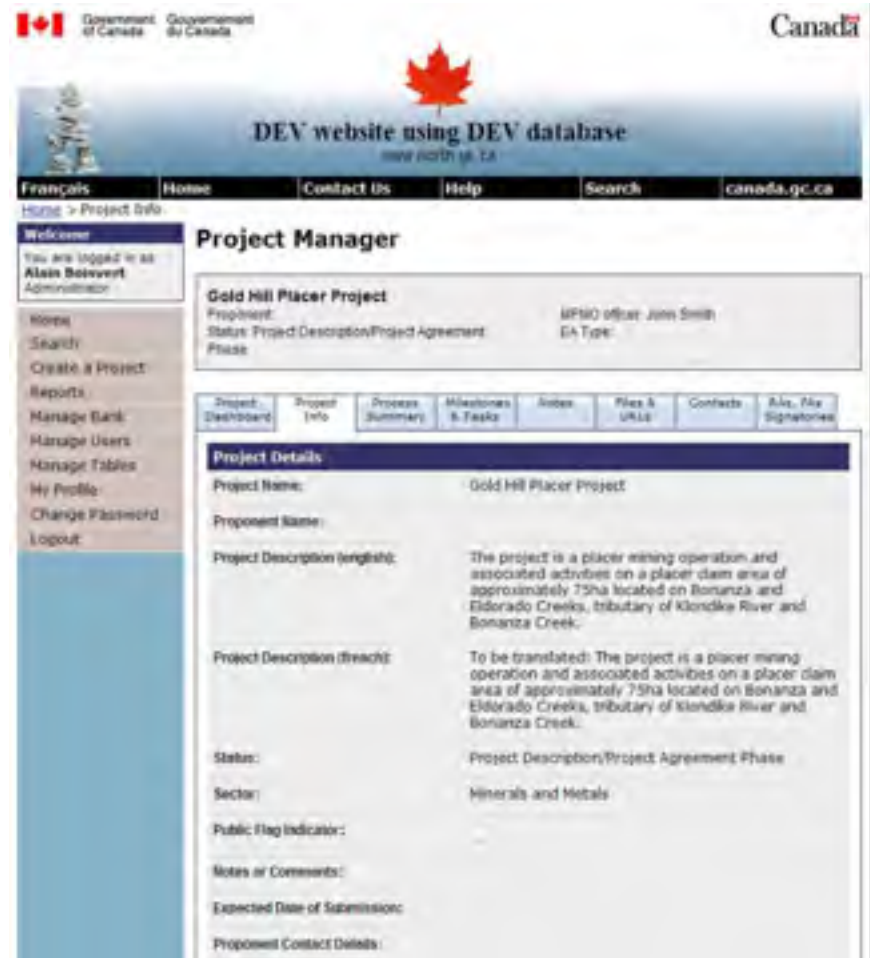 Government of Canada
Gouvernement du Canada
Canada
DEV website using DEV database
Français Home Contact Us Help Search canada.gc.ca
Home > Project Info
Welcome
You are logged in as
Alain Boisvert
Administrator
Home
Search
Create a Project
Reports
Manage Bank
Manage Users
Manage Tables
My Profile
Change Password
Logout
Project Manager
Gold Hill Placer Project
Proponent:
MPMO officer: John Smith
Status: Project Description/Project Agreement
Phase
EA Type:
Project Dashboard
Project Info
Process Summary
Milestones & Tasks
Notes
Files & URLs
Contacts
RAs, FAs Signatories
Project Details
Project Name: Gold Hill Placer Project
Proponent Name:
Project Description (english): The project is a placer mining operation and
associated activities on a placer claim area of
approximately 75ha located on Bonanza and
Eldorado Creeks, tributary of Klondike River and
Bonanza Creek.
Project Description (french): To be translated: The project is a placer mining
operation and associated activities on a placer claim
area of approximately 75ha located on Bonanza and
Eldorado Creeks, tributary of Klondike River and
Bonanza Creek.
Status: Project Description/Project Agreement Phase
Sector: Minerals and Metals
Public Flag Indicator:
Notes or Comments:
Expected Date of Submission:
Proponent Contact Details: